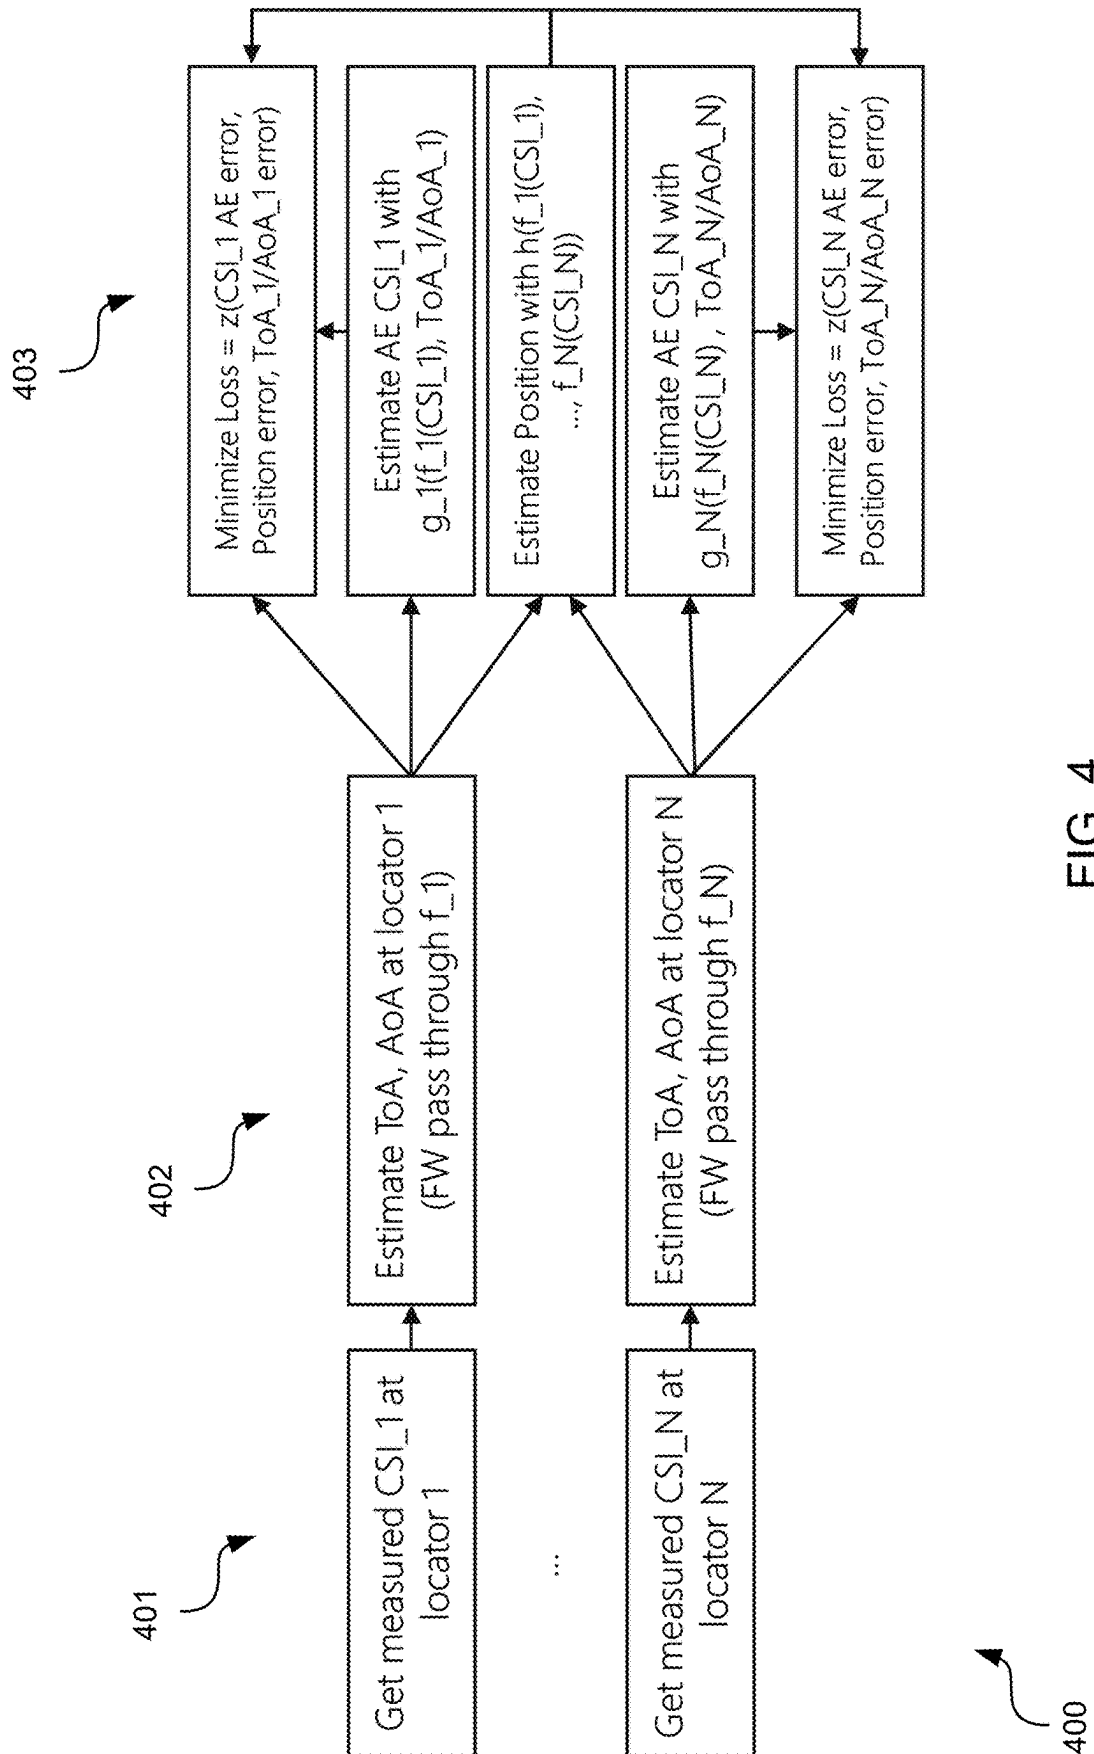 400
401
Get measured CSI_1 at
locator 1
...
Get measured CSI_N at
locator N
402
Estimate ToA, AoA at locator 1
(FW pass through f_1)
Estimate ToA, AoA at locator N
(FW pass through f_N)
403
Minimize Loss = z(CSI_1 AE error,
Position error, ToA_1/AoA_1 error)
Estimate AE CSI_1 with
g_1(f_1(CSI_1), ToA_1/AoA_1)
Estimate Position with h(f_1(CSI_1),
..., f_N(CSI_N))
Estimate AE CSI_N with
g_N(f_N(CSI_N) , ToA_N/AoA_N)
Minimize Loss = z(CSI_N AE error,
Position error, ToA_N/AoA_N error)
FIG. 4